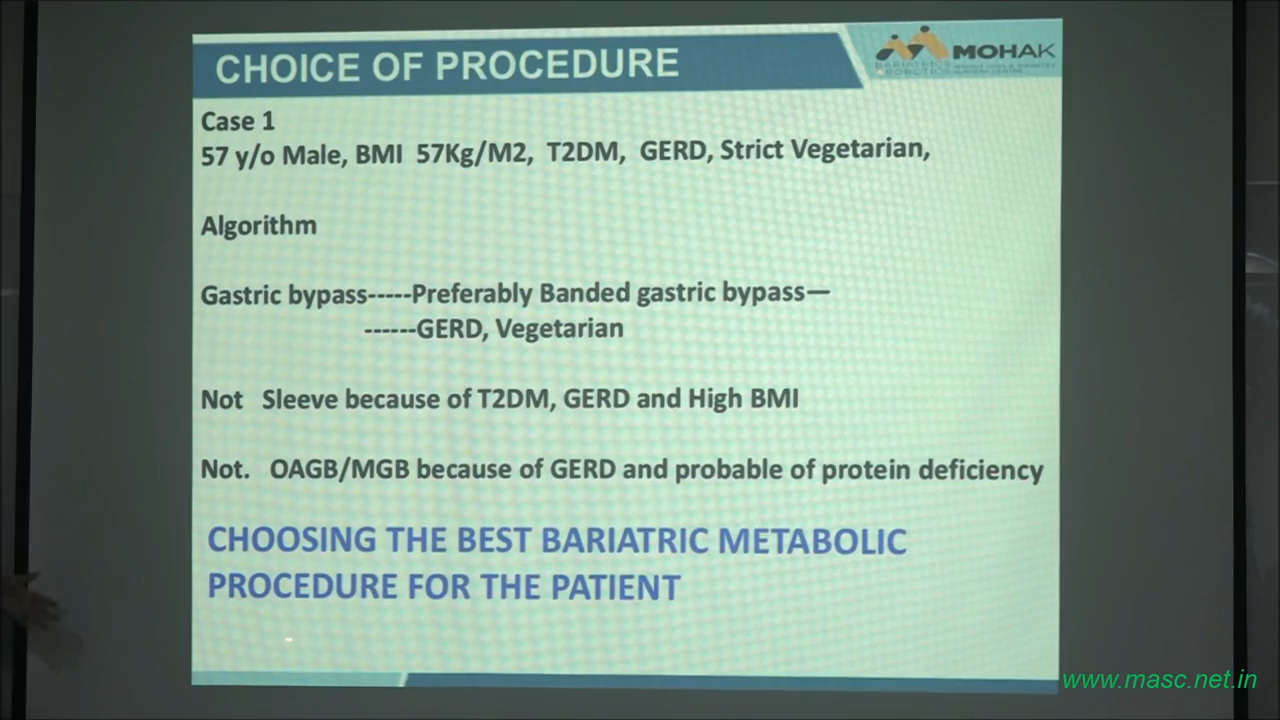 CHOICE OF PROCEDURE
MOHAK
BARIATRICS
& ROBOTICS
Case 1
57 y/o Male, BMI 57Kg/M2, T2DM, GERD, Strict Vegetarian,
Algorithm
Gastric bypass-----Preferably Banded gastric bypass—
------GERD, Vegetarian
Not Sleeve because of T2DM, GERD and High BMI
Not. OAGB/MGB because of GERD and probable of protein deficiency
CHOOSING THE BEST BARIATRIC METABOLIC
PROCEDURE FOR THE PATIENT
www.masc.net.in